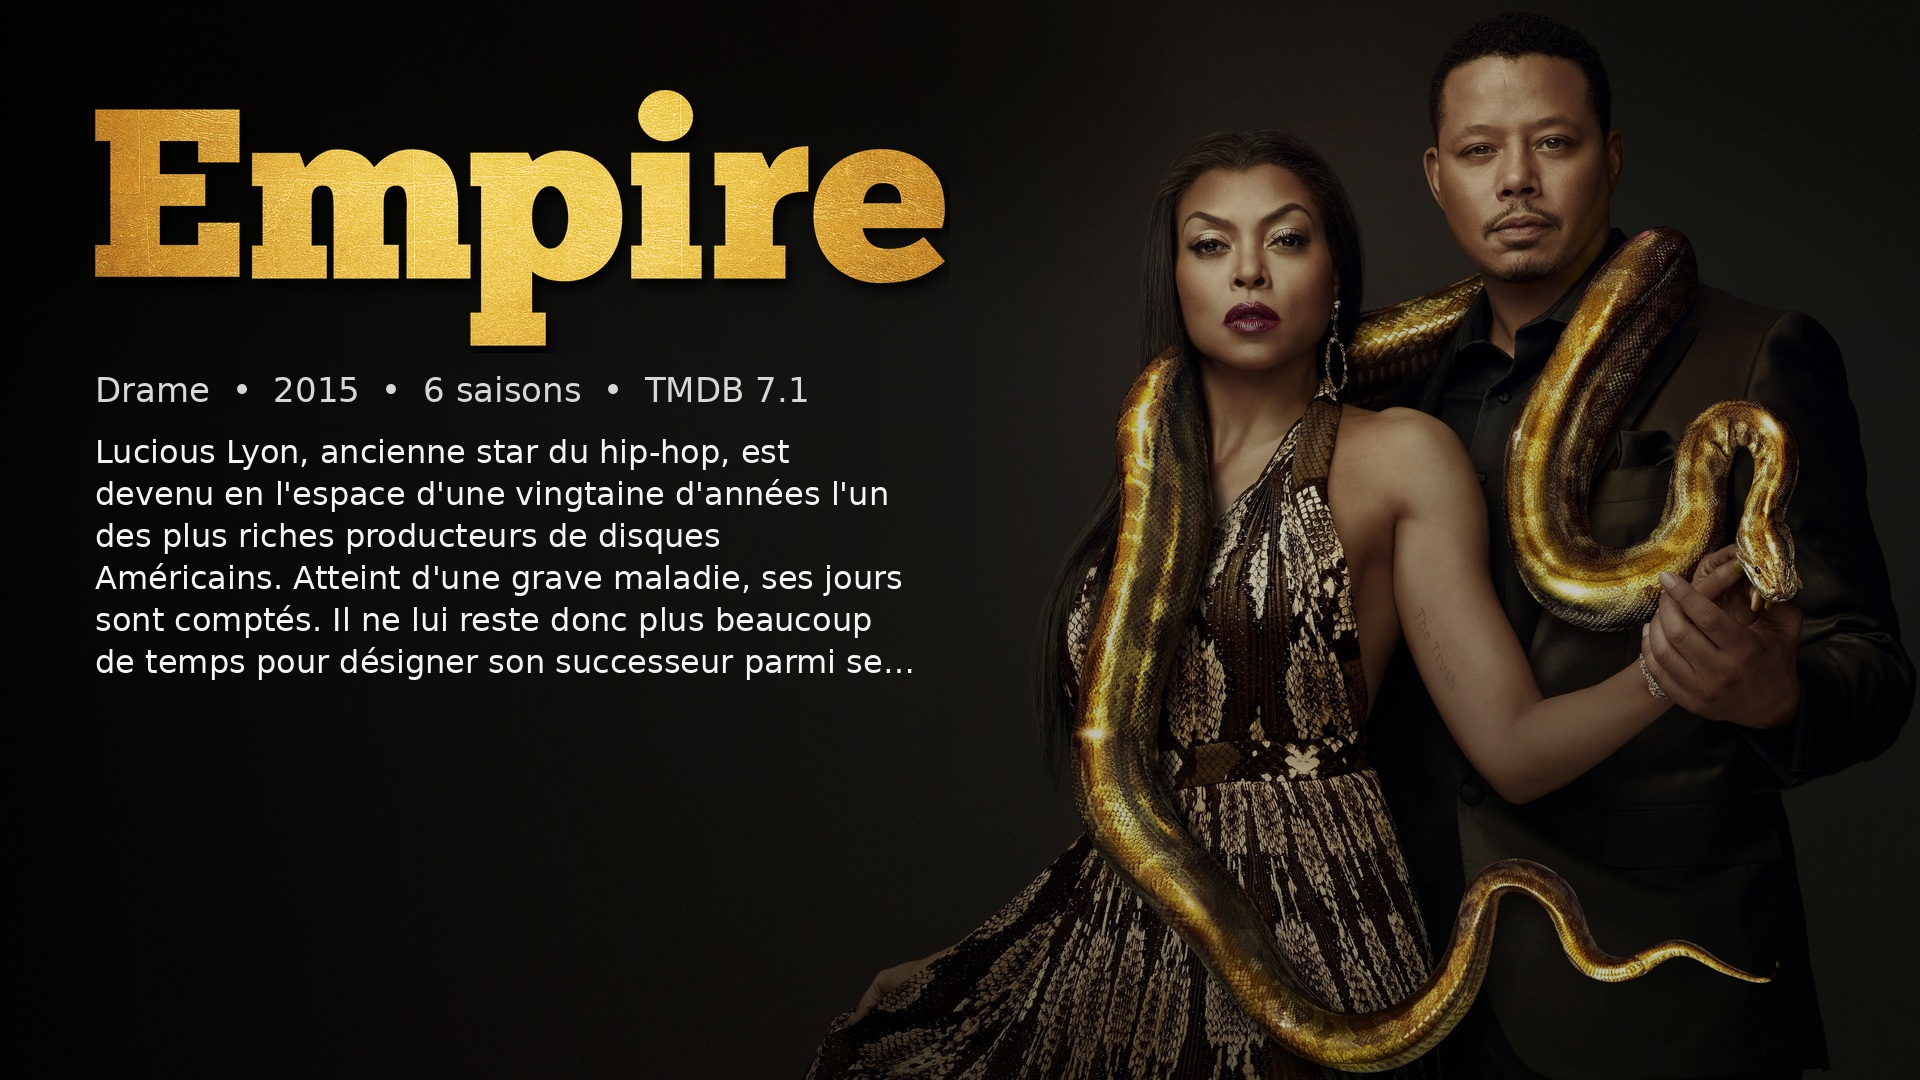 Empire
Drame • 2015 • 6 saisons • TMDB 7.1
Lucious Lyon, ancienne star du hip-hop, est
devenu en l'espace d'une vingtaine d'années l'un
des plus riches producteurs de disques
Américains. Atteint d'une grave maladie, ses jours
sont comptés. Il ne lui reste donc plus beaucoup
de temps pour désigner son successeur parmi se...
The Truth